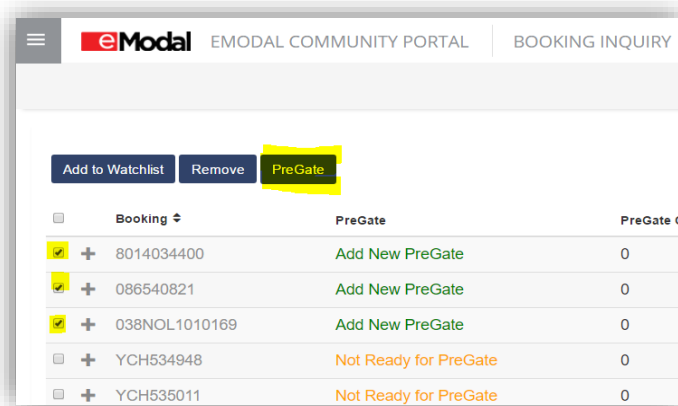 eModal EMODAL COMMUNITY PORTAL BOOKING INQUIRY
Add to Watchlist Remove PreGate
Booking PreGate PreGate
8014034400 Add New PreGate 0
086540821 Add New PreGate 0
038NOL1010169 Add New PreGate 0
YCH534948 Not Ready for PreGate 0
YCH535011 Not Ready for PreGate 0